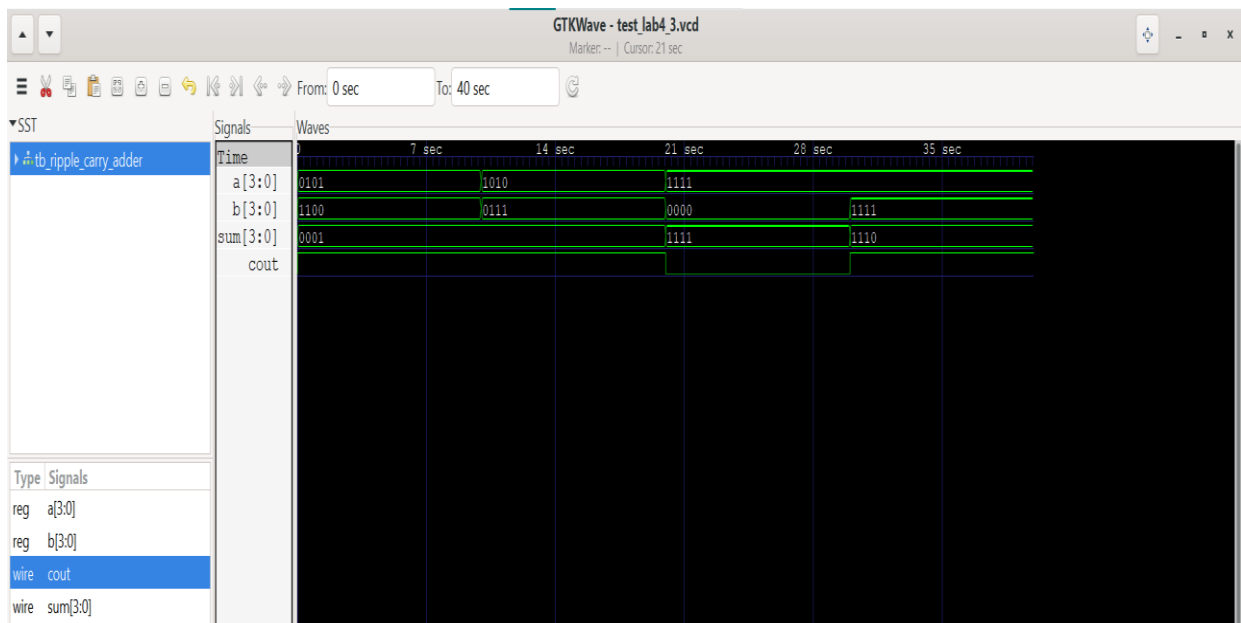 GTKWave - test_lab4_3.vcd
Marker: -- | Cursor: 21 sec
From: 0 sec To: 40 sec
▾SST
tb_ripple_carry_adder
Type Signals
reg a[3:0]
reg b[3:0]
wire cout
wire sum[3:0]
Signals
Time
a[3:0]
b[3:0]
sum[3:0]
cout
Waves
0 7 sec 14 sec 21 sec 28 sec 35 sec
0101 1010 1111
1100 0111 0000 1111
0001 1111 1110